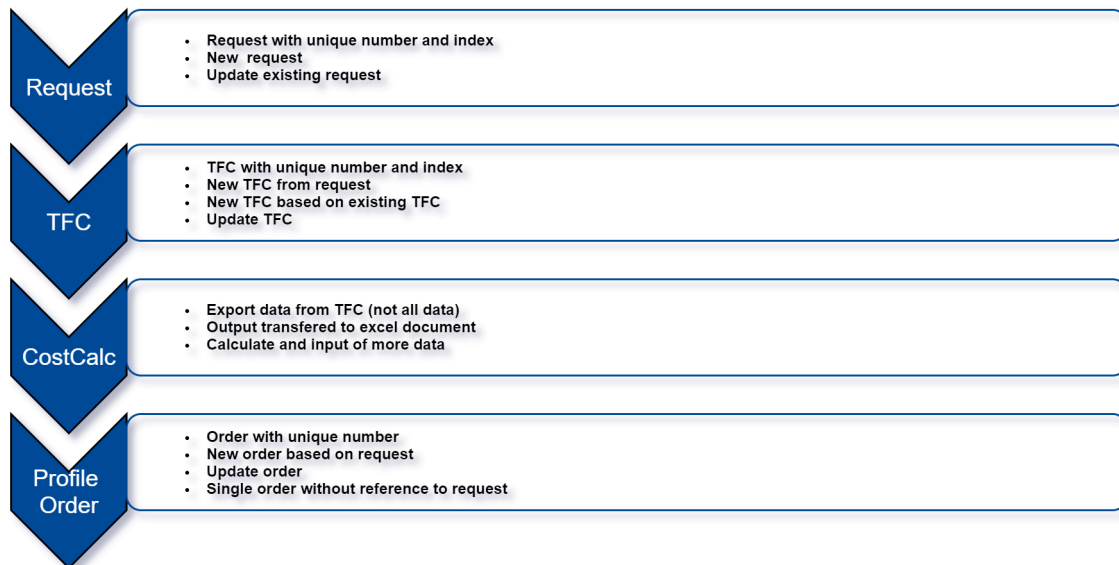 Request
• Request with unique number and index
• New request
• Update existing request
TFC
• TFC with unique number and index
• New TFC from request
• New TFC based on existing TFC
• Update TFC
CostCalc
• Export data from TFC (not all data)
• Output transfered to excel document
• Calculate and input of more data
Profile
Order
• Order with unique number
• New order based on request
• Update order
• Single order without reference to request